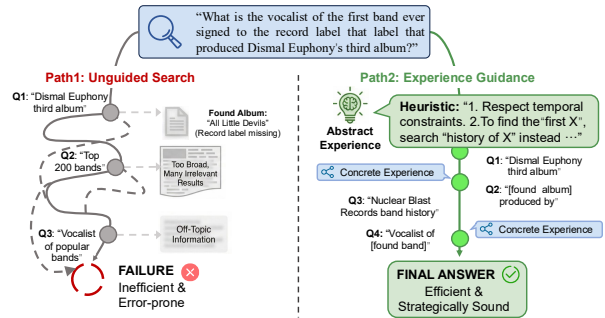 “What is the vocalist of the first band ever
signed to the record label that label that
produced Dismal Euphony's third album?”
Path1: Unguided Search
Q1: “Dismal Euphony
third album”
Found Album:
“All Little Devils”
(Record label missing)
Q2: “Top
200 bands”
Too Broad,
Many Irrelevant
Results
Q3: “Vocalist
of popular
bands”
Off-Topic
Information
FAILURE
Inefficient &
Error-prone
Path2: Experience Guidance
Abstract
Experience
Heuristic: “1. Respect temporal
constraints. 2.To find the“first X”,
search “history of X” instead ⋯”
Q1: “Dismal Euphony
third album”
Concrete Experience
Q2: “[found album]
produced by”
Q3: “Nuclear Blast
Records band history”
Q4: “Vocalist of
[found band]”
Concrete Experience
FINAL ANSWER
Efficient &
Strategically Sound